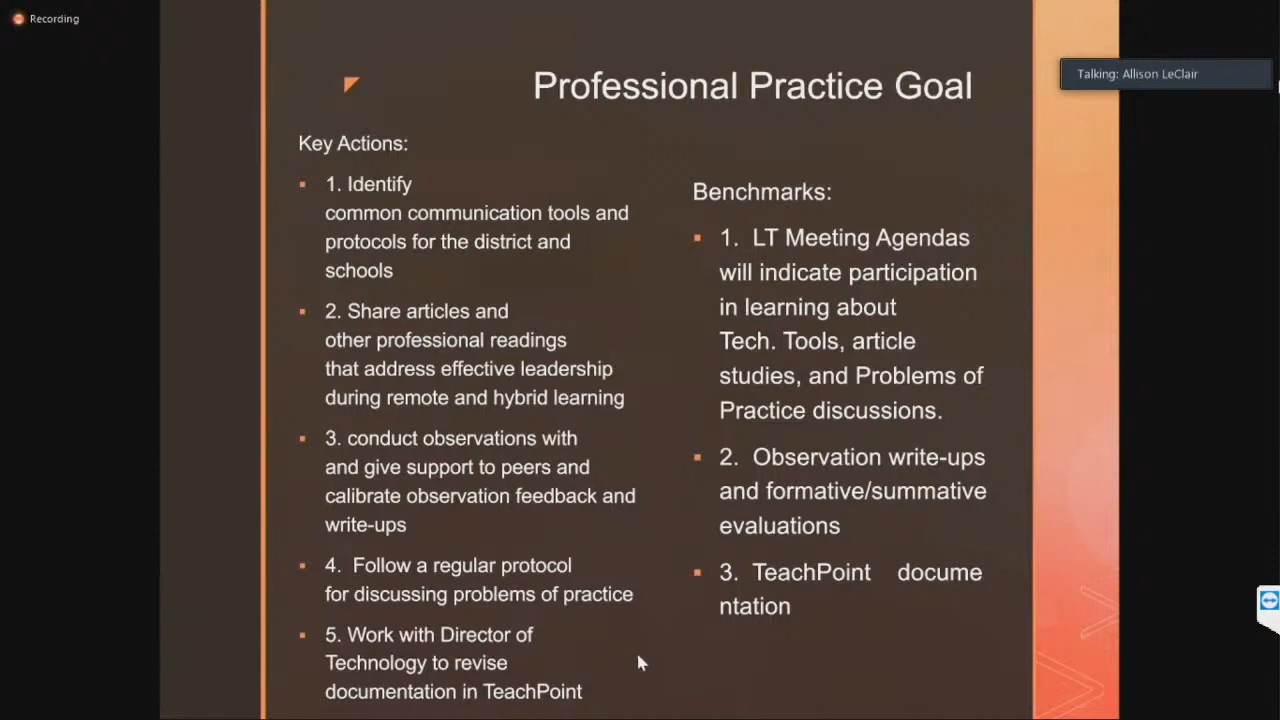 Recording
Professional Practice Goal
Talking: Allison LeClair
Key Actions:
1. Identify
common communication tools and
protocols for the district and
schools
2. Share articles and
other professional readings
that address effective leadership
during remote and hybrid learning
3. conduct observations with
and give support to peers and
calibrate observation feedback and
write-ups
4. Follow a regular protocol
for discussing problems of practice
5. Work with Director of
Technology to revise
documentation in TeachPoint
Benchmarks:
1. LT Meeting Agendas
will indicate participation
in learning about
Tech. Tools, article
studies, and Problems of
Practice discussions.
2. Observation write-ups
and formative/summative
evaluations
3. TeachPoint docume
ntation